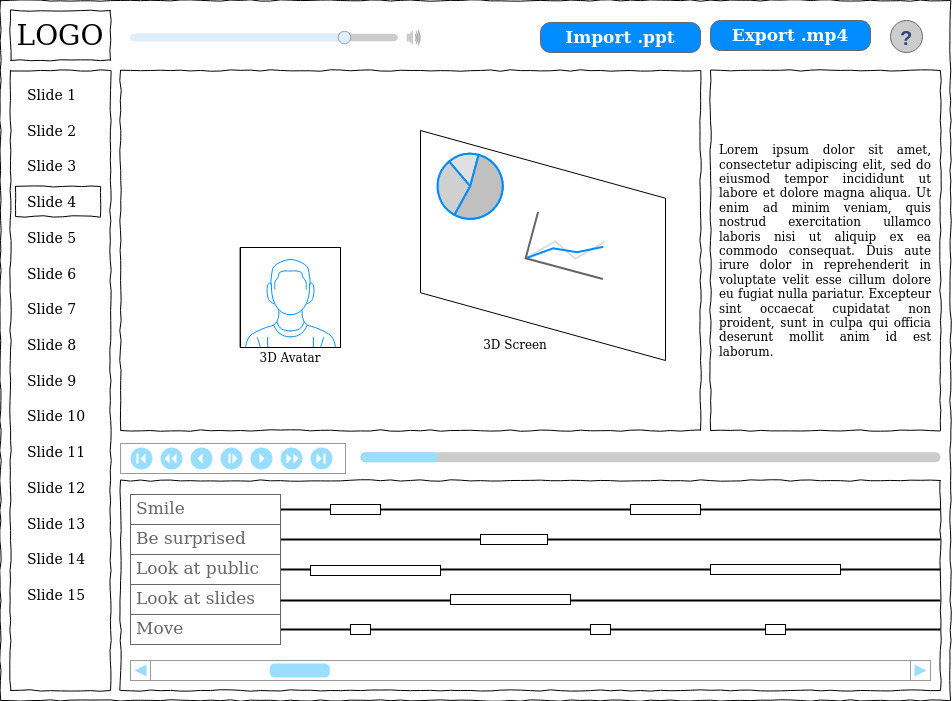 LOGO
Import .ppt
Export .mp4
?
Slide 1
Slide 2
Slide 3
Slide 4
Slide 5
Slide 6
Slide 7
Slide 8
Slide 9
Slide 10
Slide 11
Slide 12
Slide 13
Slide 14
Slide 15
3D Avatar
3D Screen
Lorem ipsum dolor sit amet,
consectetur adipiscing elit, sed do
eiusmod tempor incididunt ut
labore et dolore magna aliqua. Ut
enim ad minim veniam, quis
nostrud exercitation ullamco
laboris nisi ut aliquip ex ea
commodo consequat. Duis aute
irure dolor in reprehenderit in
voluptate velit esse cillum dolore
eu fugiat nulla pariatur. Excepteur
sint occaecat cupidatat non
proident, sunt in culpa qui officia
deserunt mollit anim id est
laborum.
Smile
Be surprised
Look at public
Look at slides
Move